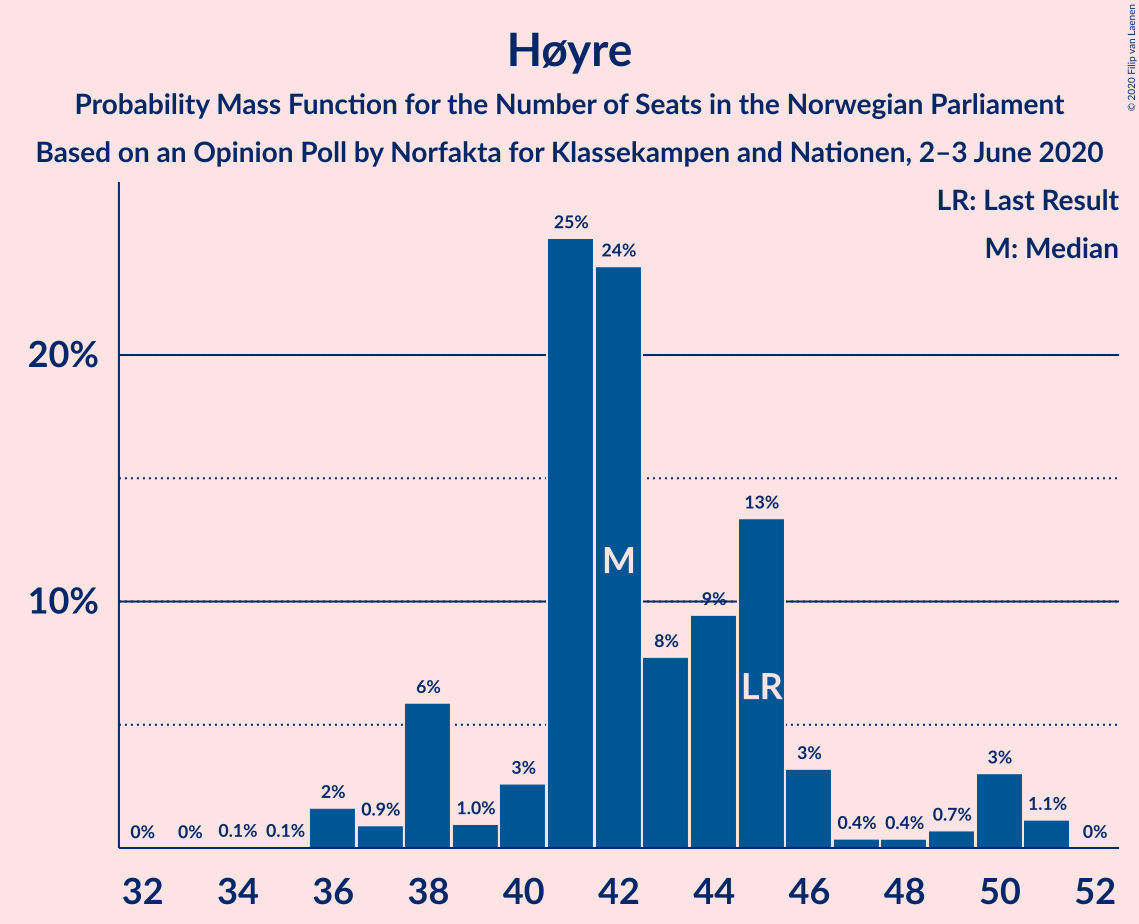 Høyre
Probability Mass Function for the Number of Seats in the Norwegian Parliament
Based on an Opinion Poll by Norfakta for Klassekampen and Nationen, 2–3 June 2020
© 2020 Filip van Laenen
LR: Last Result
M: Median
20%
10%
0%
0%
0.1%
0.1%
2%
0.9%
6%
1.0%
3%
25%
24%
8%
9%
13%
3%
0.4%
0.4%
0.7%
3%
1.1%
0%
M
LR
32 34 36 38 40 42 44 46 48 50 52